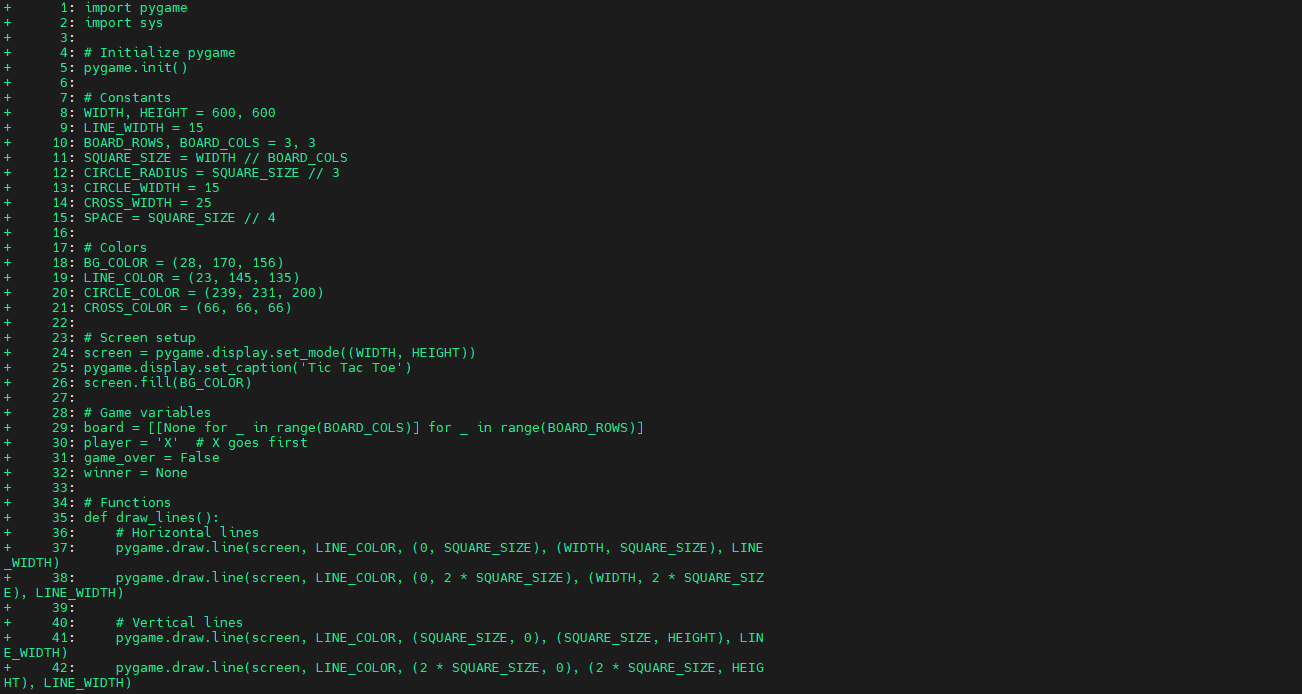 +      1: import pygame
+      2: import sys
+      3:
+      4: # Initialize pygame
+      5: pygame.init()
+      6:
+      7: # Constants
+      8: WIDTH, HEIGHT = 600, 600
+      9: LINE_WIDTH = 15
+     10: BOARD_ROWS, BOARD_COLS = 3, 3
+     11: SQUARE_SIZE = WIDTH // BOARD_COLS
+     12: CIRCLE_RADIUS = SQUARE_SIZE // 3
+     13: CIRCLE_WIDTH = 15
+     14: CROSS_WIDTH = 25
+     15: SPACE = SQUARE_SIZE // 4
+     16:
+     17: # Colors
+     18: BG_COLOR = (28, 170, 156)
+     19: LINE_COLOR = (23, 145, 135)
+     20: CIRCLE_COLOR = (239, 231, 200)
+     21: CROSS_COLOR = (66, 66, 66)
+     22:
+     23: # Screen setup
+     24: screen = pygame.display.set_mode((WIDTH, HEIGHT))
+     25: pygame.display.set_caption('Tic Tac Toe')
+     26: screen.fill(BG_COLOR)
+     27:
+     28: # Game variables
+     29: board = [[None for _ in range(BOARD_COLS)] for _ in range(BOARD_ROWS)]
+     30: player = 'X'  # X goes first
+     31: game_over = False
+     32: winner = None
+     33:
+     34: # Functions
+     35: def draw_lines():
+     36:     # Horizontal lines
+     37:     pygame.draw.line(screen, LINE_COLOR, (0, SQUARE_SIZE), (WIDTH, SQUARE_SIZE), LINE
_WIDTH)
+     38:     pygame.draw.line(screen, LINE_COLOR, (0, 2 * SQUARE_SIZE), (WIDTH, 2 * SQUARE_SIZ
E), LINE_WIDTH)
+     39:
+     40:     # Vertical lines
+     41:     pygame.draw.line(screen, LINE_COLOR, (SQUARE_SIZE, 0), (SQUARE_SIZE, HEIGHT), LIN
E_WIDTH)
+     42:     pygame.draw.line(screen, LINE_COLOR, (2 * SQUARE_SIZE, 0), (2 * SQUARE_SIZE, HEIG
HT), LINE_WIDTH)